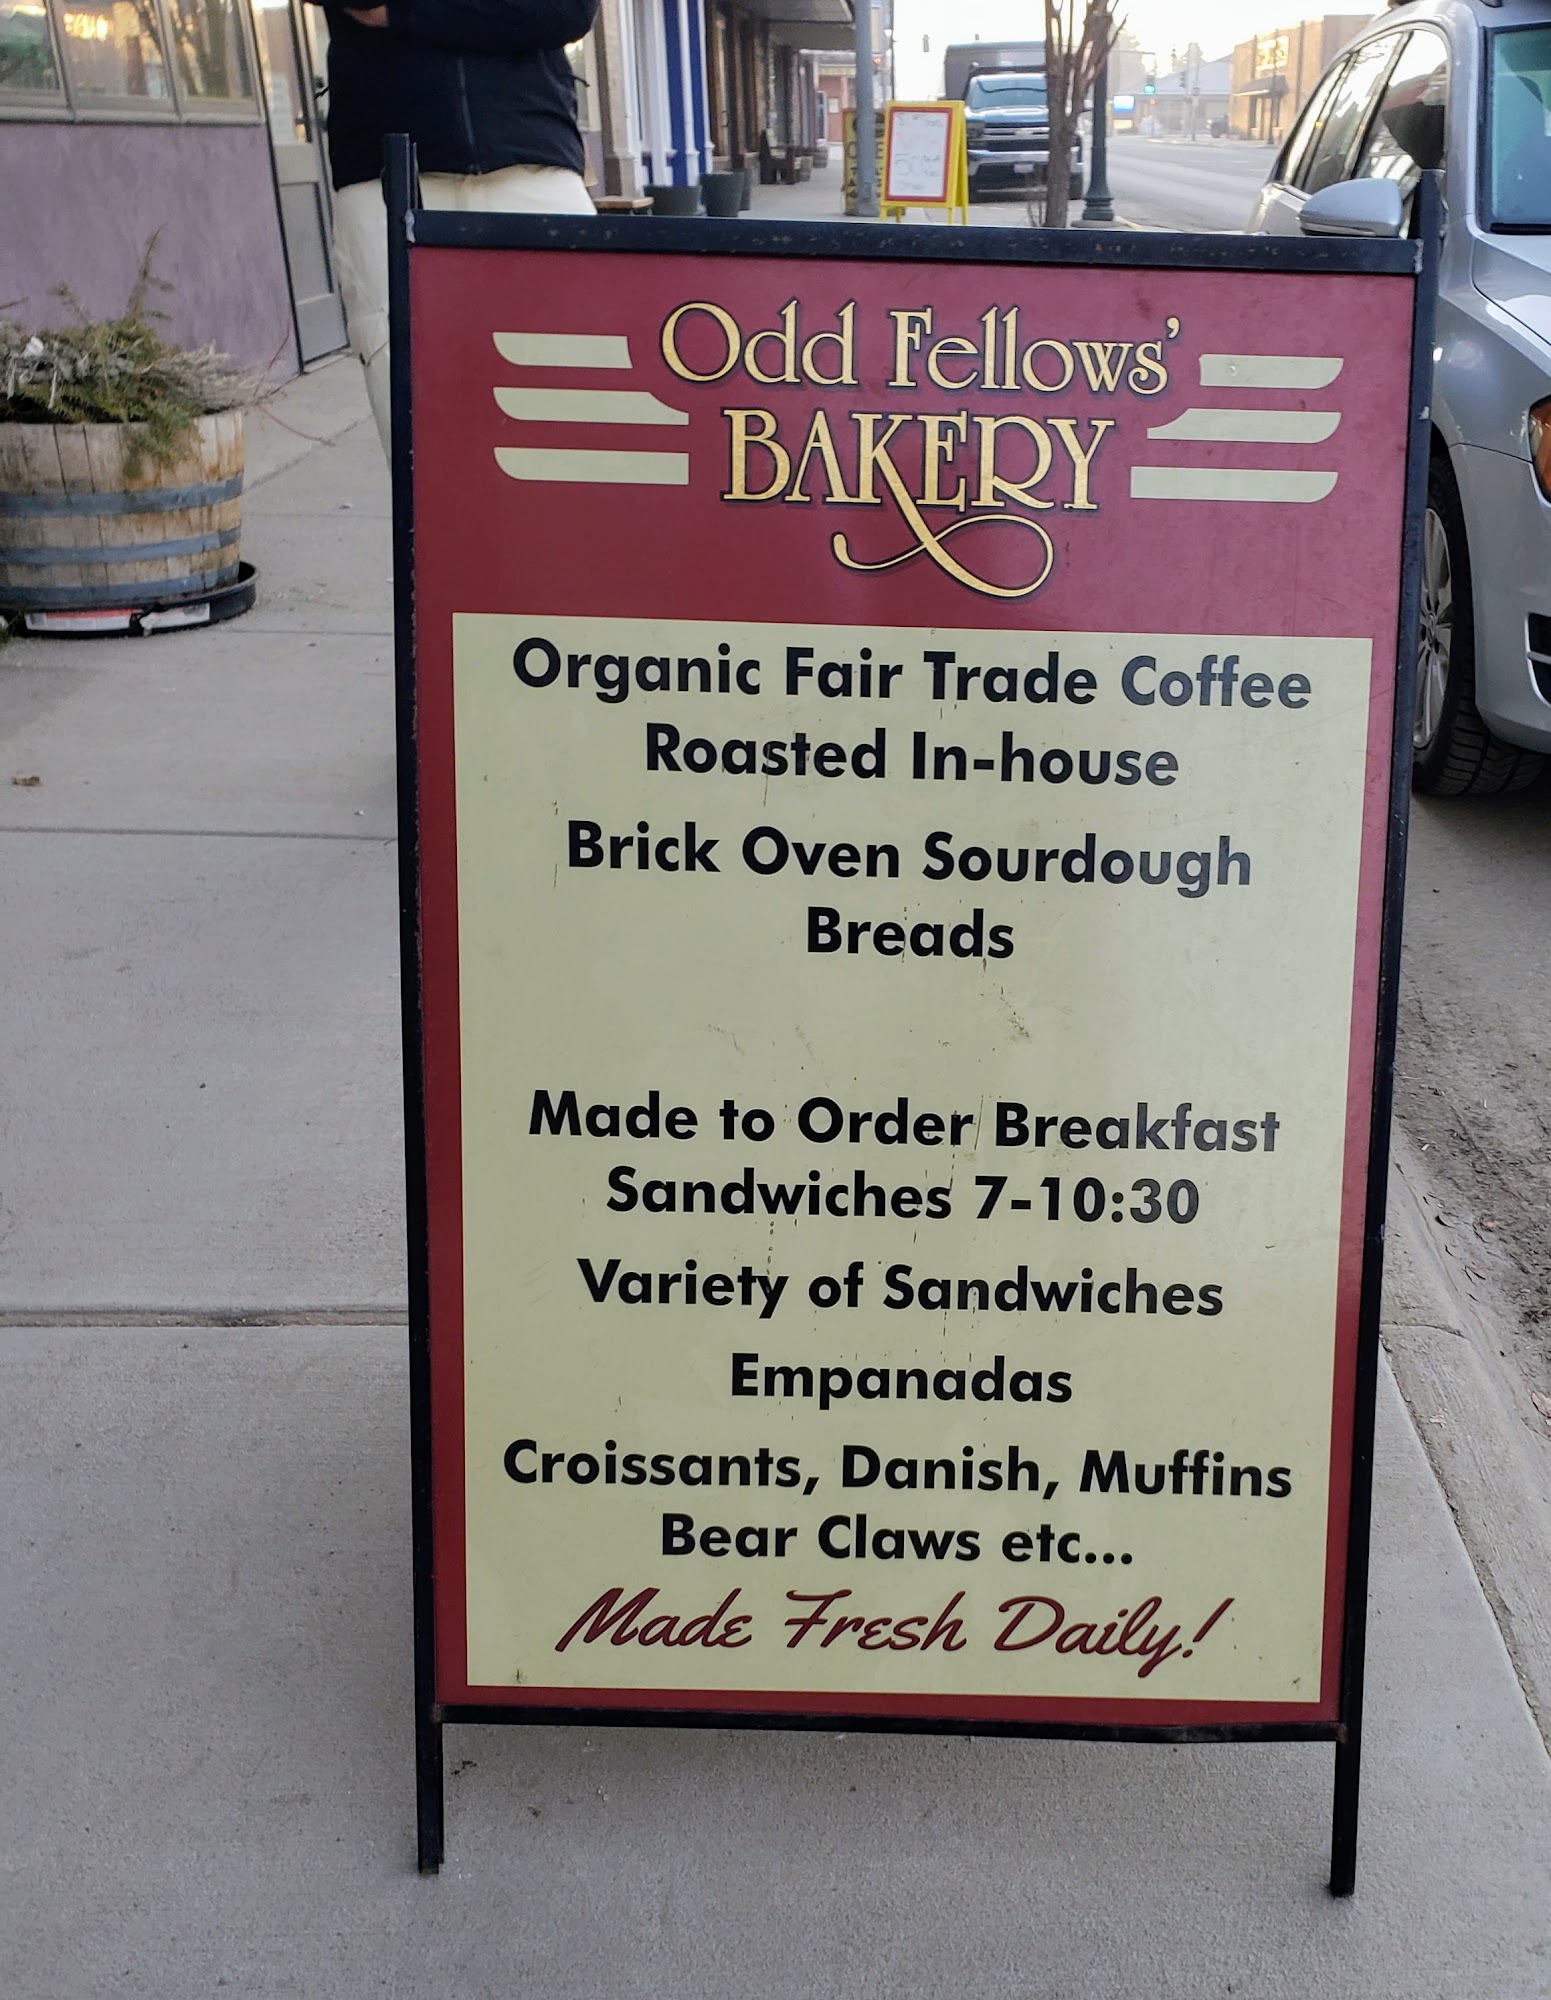 Odd Fellows'
BAKERY
Organic Fair Trade Coffee
Roasted In-house
Brick Oven Sourdough
Breads
Made to Order Breakfast
Sandwiches 7-10:30
Variety of Sandwiches
Empanadas
Croissants, Danish, Muffins
Bear Claws etc...
Made Fresh Daily!